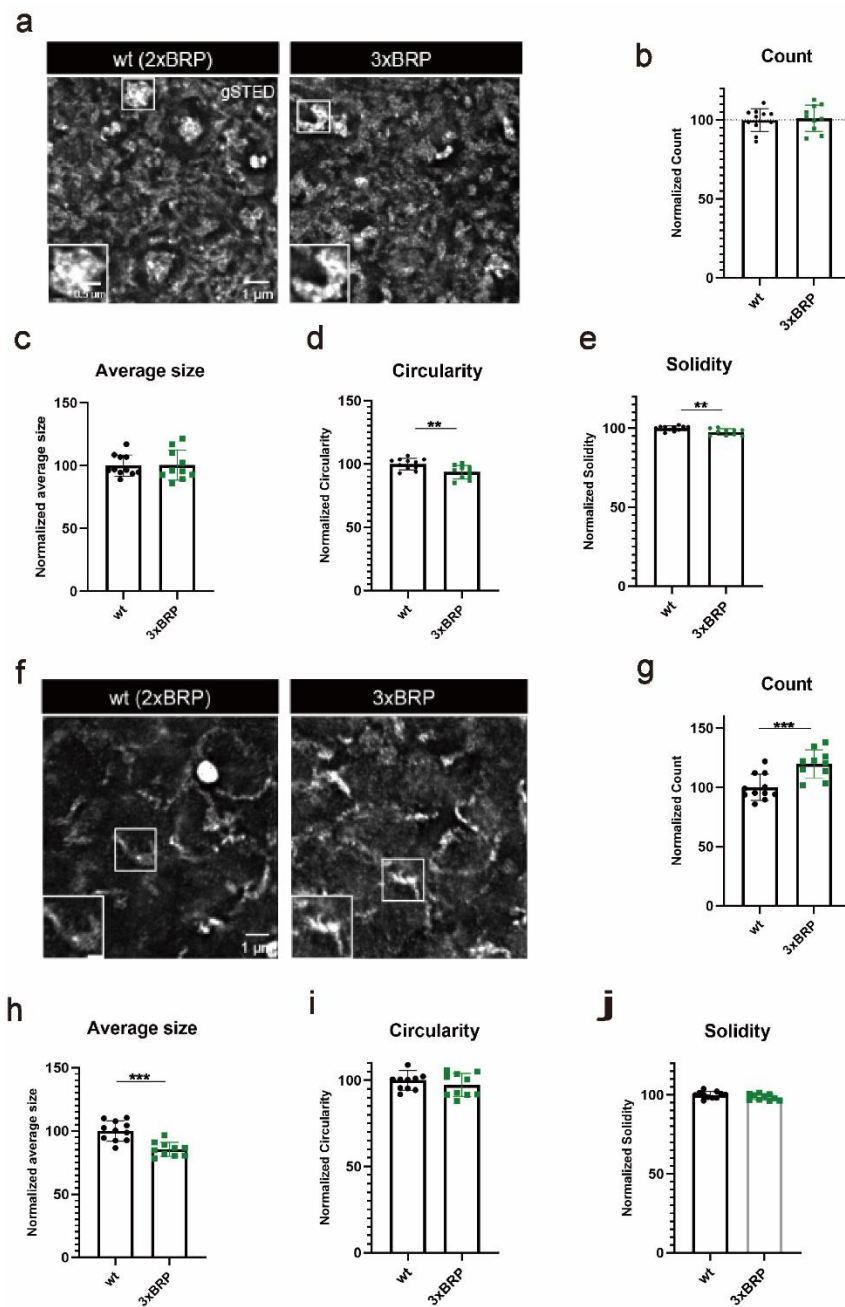 a
wt (2xBRP)
3xBRP
gSTED
0.5 µm
1 µm
b
Count
Normalized Count
150
100
50
0
wt
3xBRP
c
Average size
Normalized average size
150
100
50
0
wt
3xBRP
d
Circularity
Normalized Circularity
150
100
50
0
**
wt
3xBRP
e
Solidity
Normalized Solidity
100
50
0
**
wt
3xBRP
f
wt (2xBRP)
3xBRP
1 µm
g
Count
Normalized Count
150
100
50
0
***
wt
3xBRP
h
Average size
Normalized average size
150
100
50
0
***
wt
3xBRP
i
Circularity
Normalized Circularity
100
50
0
wt
3xBRP
j
Solidity
Normalized Solidity
100
50
0
wt
3xBRP